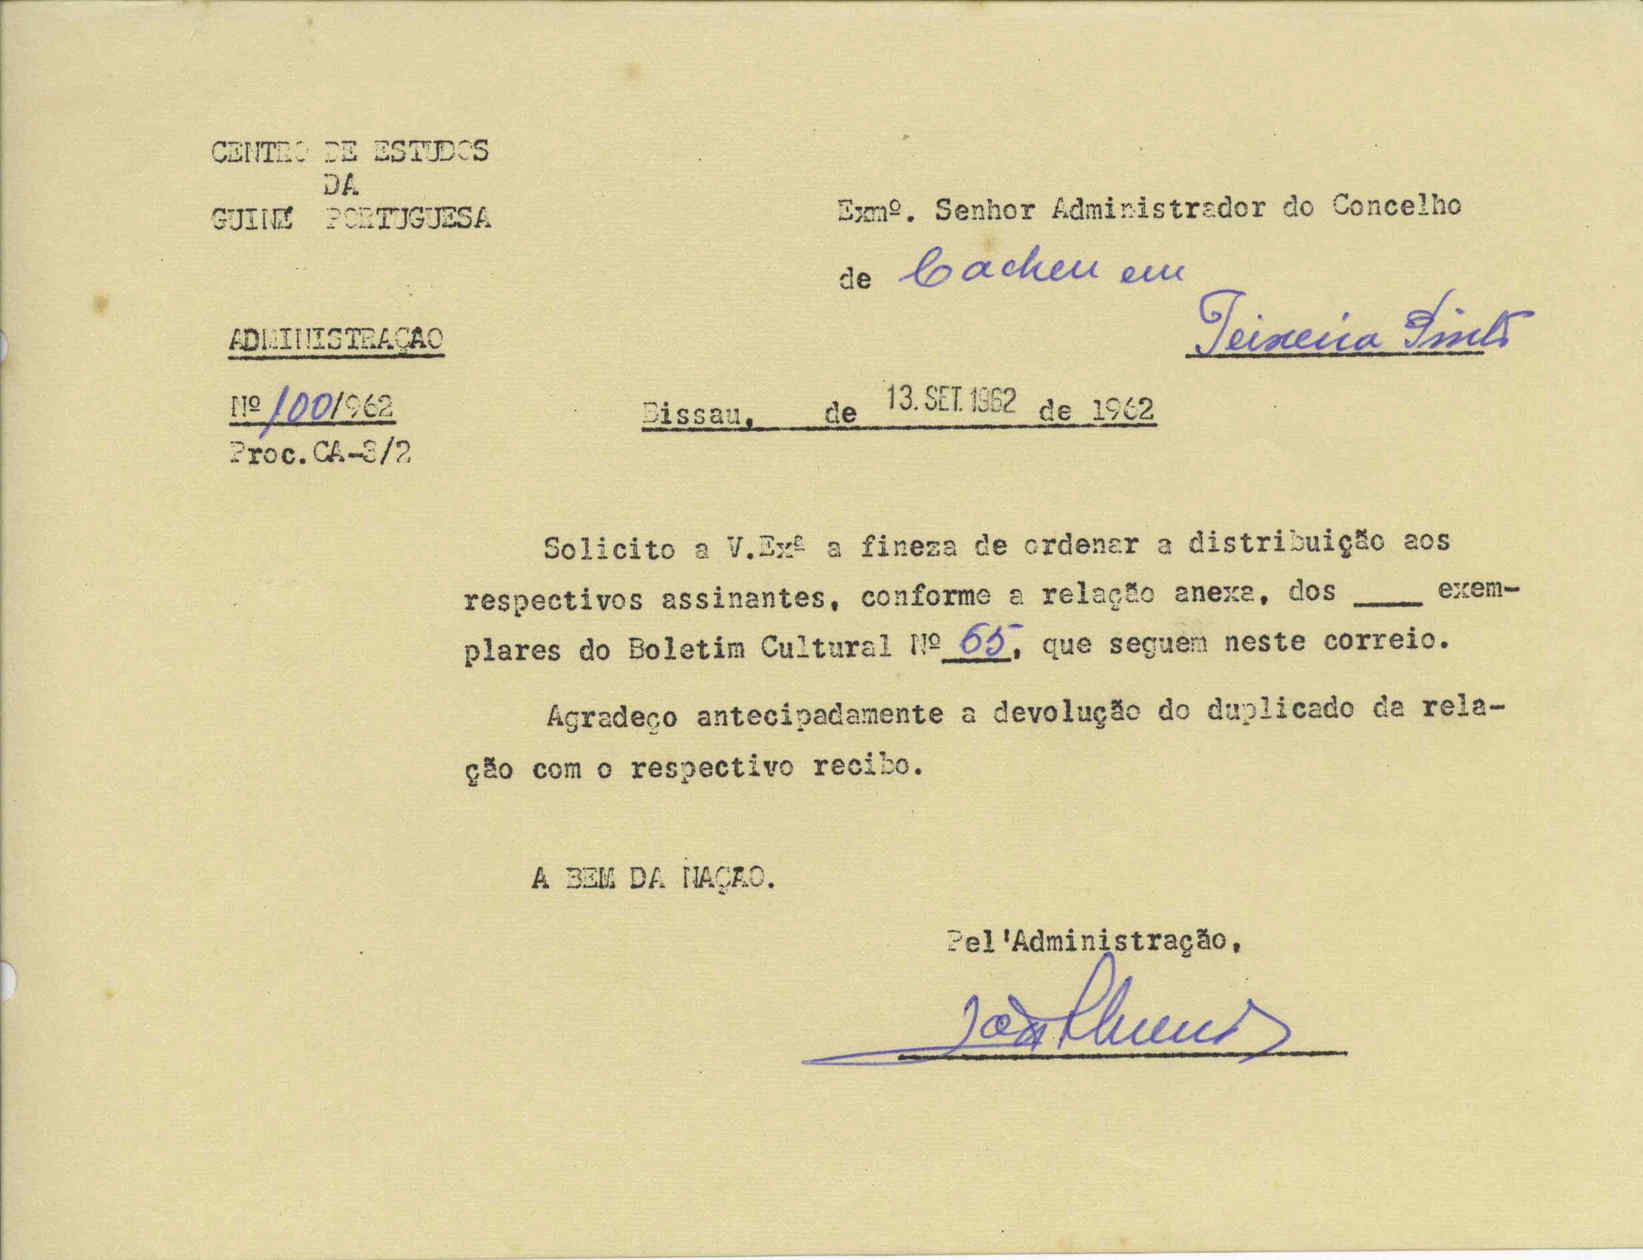 CENTRO DE ESTUDOS
DA
GUINÉ PORTUGUESA
Exmº. Senhor Administrador do Concelho
de Cacheu em
Teixeira Pinto
ADMINISTRAÇÃO
Nº 100/1962
Bissau, de 13.SET.1962 de 1962
Proc.CA-3/2
Solicito a V.Exª a fineza de ordenar a distribuição aos
respectivos assinantes, conforme a relação anexa, dos ____ exem-
plares do Boletim Cultural Nº 65, que seguem neste correio.
Agradeço antecipadamente a devolução do duplicado da rela-
ção com o respectivo recibo.
A BEM DA NAÇÃO.
Pel'Administração,